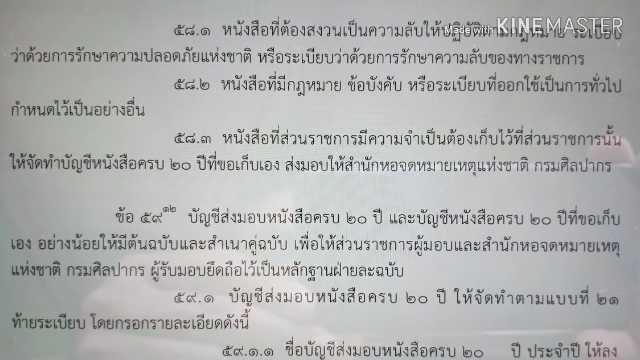 Made with KINEMASTER
๕๘.๑ หนังสือที่ต้องสงวนเป็นความลับให้ปฏิบัติตามกฎหมาย ระเบียบ
ว่าด้วยการรักษาความปลอดภัยแห่งชาติ หรือระเบียบว่าด้วยการรักษาความลับของทางราชการ
๕๘.๒ หนังสือที่มีกฎหมาย ข้อบังคับ หรือระเบียบที่ออกใช้เป็นการทั่วไป
กำหนดไว้เป็นอย่างอื่น
๕๘.๓ หนังสือที่ส่วนราชการมีความจำเป็นต้องเก็บไว้ที่ส่วนราชการนั้น
ให้จัดทำบัญชีหนังสือครบ ๒๐ ปีที่ขอเก็บเอง ส่งมอบให้สำนักหอจดหมายเหตุแห่งชาติ กรมศิลปากร
ข้อ ๕๙๑๒ บัญชีส่งมอบหนังสือครบ ๒๐ ปี และบัญชีหนังสือครบ ๒๐ ปีที่ขอเก็บ
เอง อย่างน้อยให้มีต้นฉบับและสำเนาคู่ฉบับ เพื่อให้ส่วนราชการผู้มอบและสำนักหอจดหมายเหตุ
แห่งชาติ กรมศิลปากร ผู้รับมอบยึดถือไว้เป็นหลักฐานฝ่ายละฉบับ
๕๙.๑ บัญชีส่งมอบหนังสือครบ ๒๐ ปี ให้จัดทำตามแบบที่ ๒๑
ท้ายระเบียบ โดยกรอกรายละเอียดดังนี้
๕๙.๑.๑ ชื่อบัญชีส่งมอบหนังสือครบ ๒๐ ปี ประจำปี ให้ลง